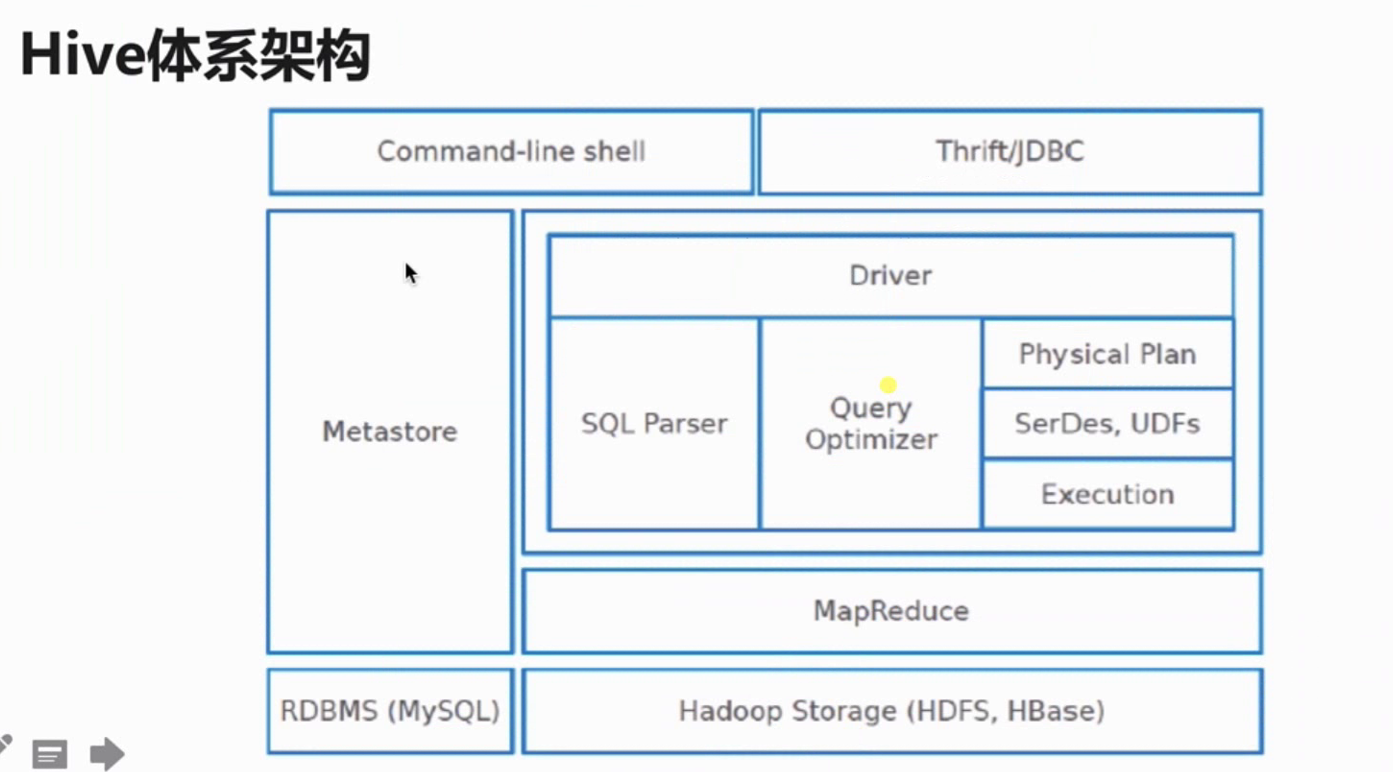 Hive体系架构
Command-line shell
Thrift/JDBC
Metastore
Driver
SQL Parser
Query
Optimizer
Physical Plan
SerDes, UDFs
Execution
MapReduce
RDBMS (MySQL)
Hadoop Storage (HDFS, HBase)